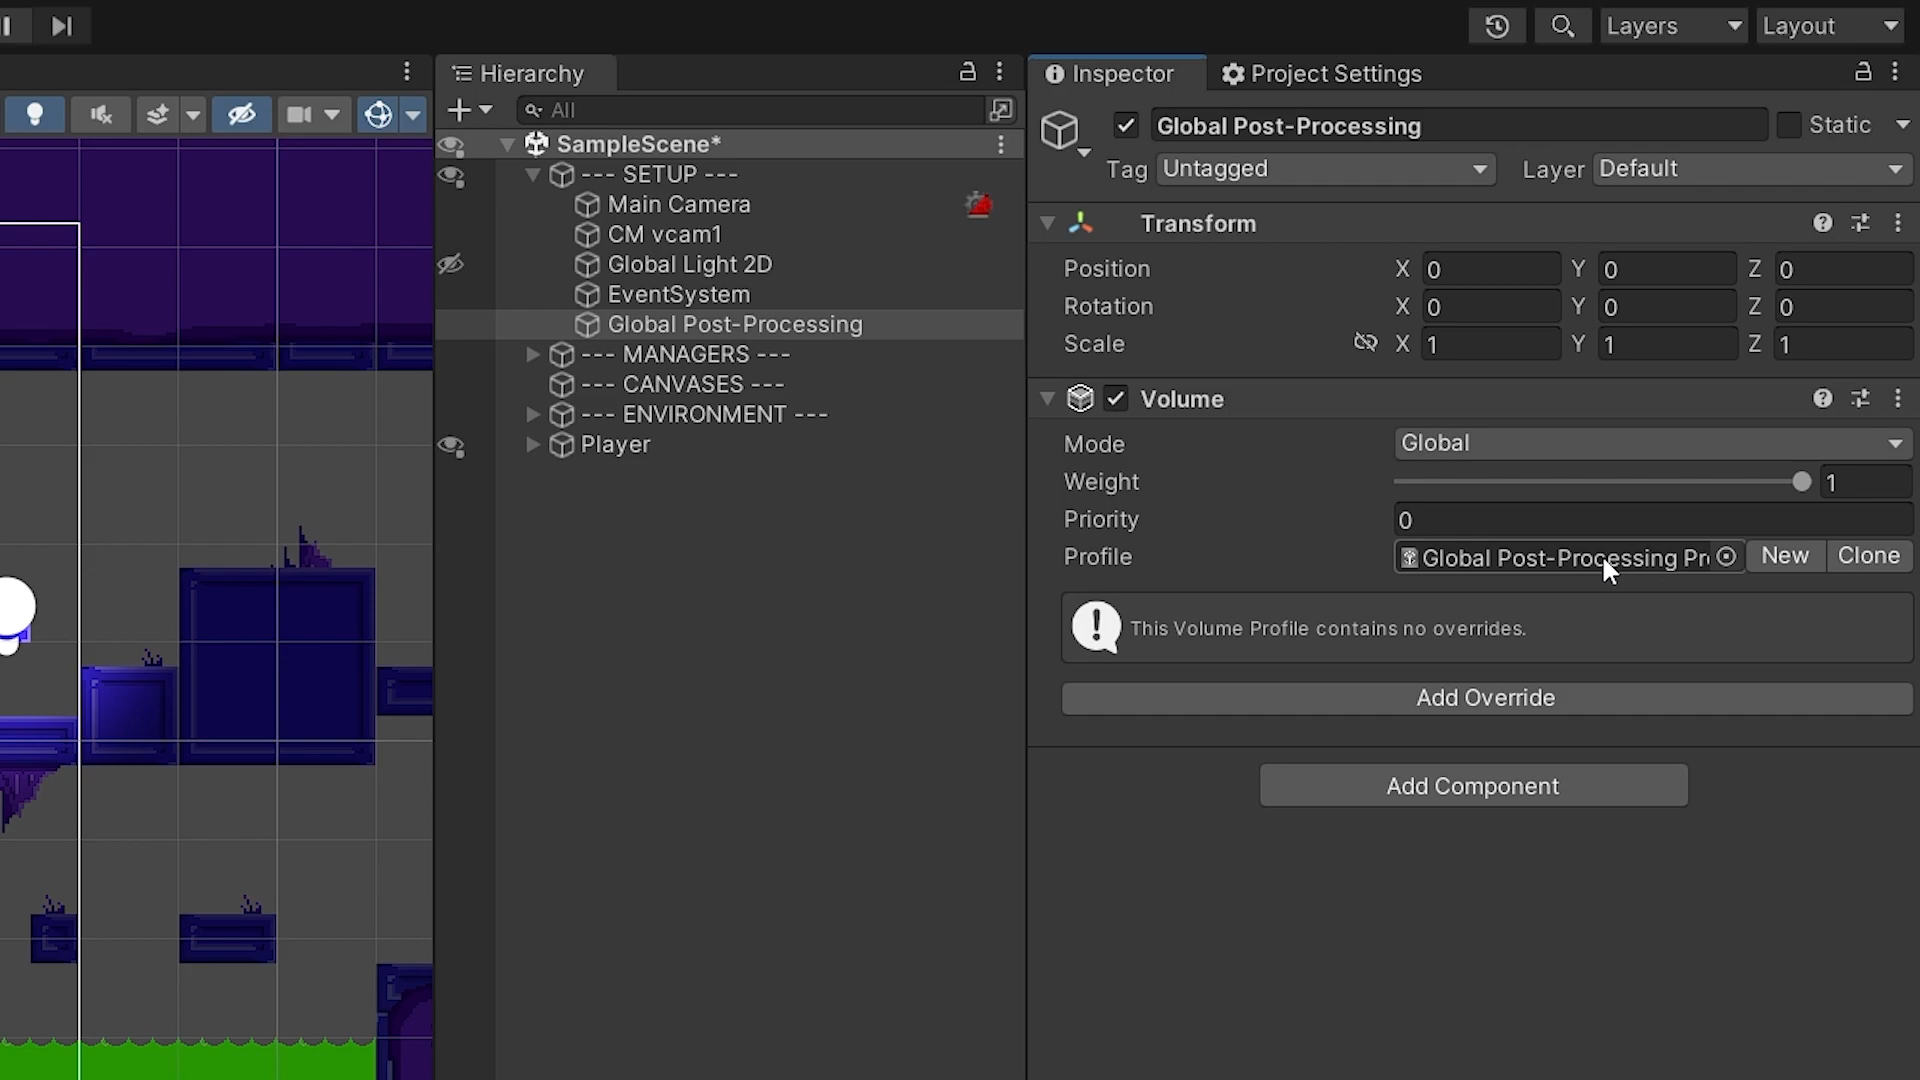 Layers
Layout
Hierarchy
Inspector
Project Settings
All
SampleScene*
--- SETUP ---
Main Camera
CM vcam1
Global Light 2D
EventSystem
Global Post-Processing
--- MANAGERS ---
--- CANVASES ---
--- ENVIRONMENT ---
Player
Global Post-Processing
Static
Tag Untagged Layer Default
Transform
Position X 0 Y 0 Z 0
Rotation X 0 Y 0 Z 0
Scale X 1 Y 1 Z 1
Volume
Mode Global
Weight 1
Priority 0
Profile Global Post-Processing Pr New Clone
This Volume Profile contains no overrides.
Add Override
Add Component